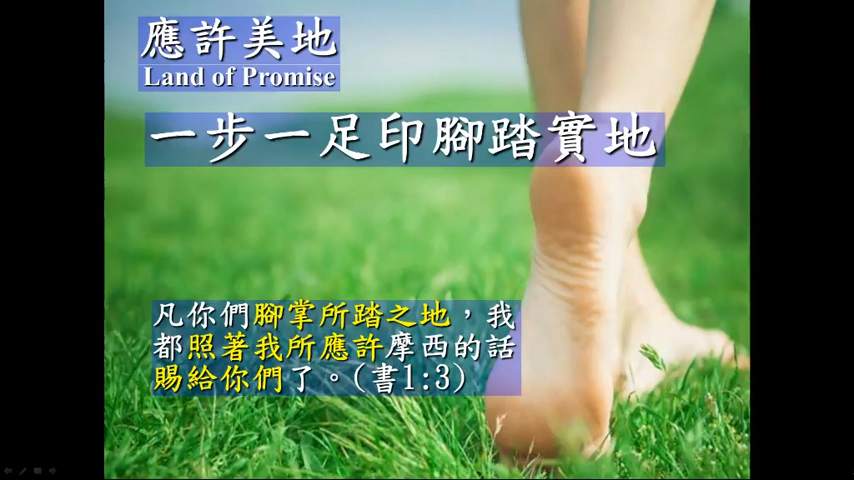 應許美地
Land of Promise
一步一足印腳踏實地
凡你們腳掌所踏之地，我
都照著我所應許摩西的話
賜給你們了。(書1:3)